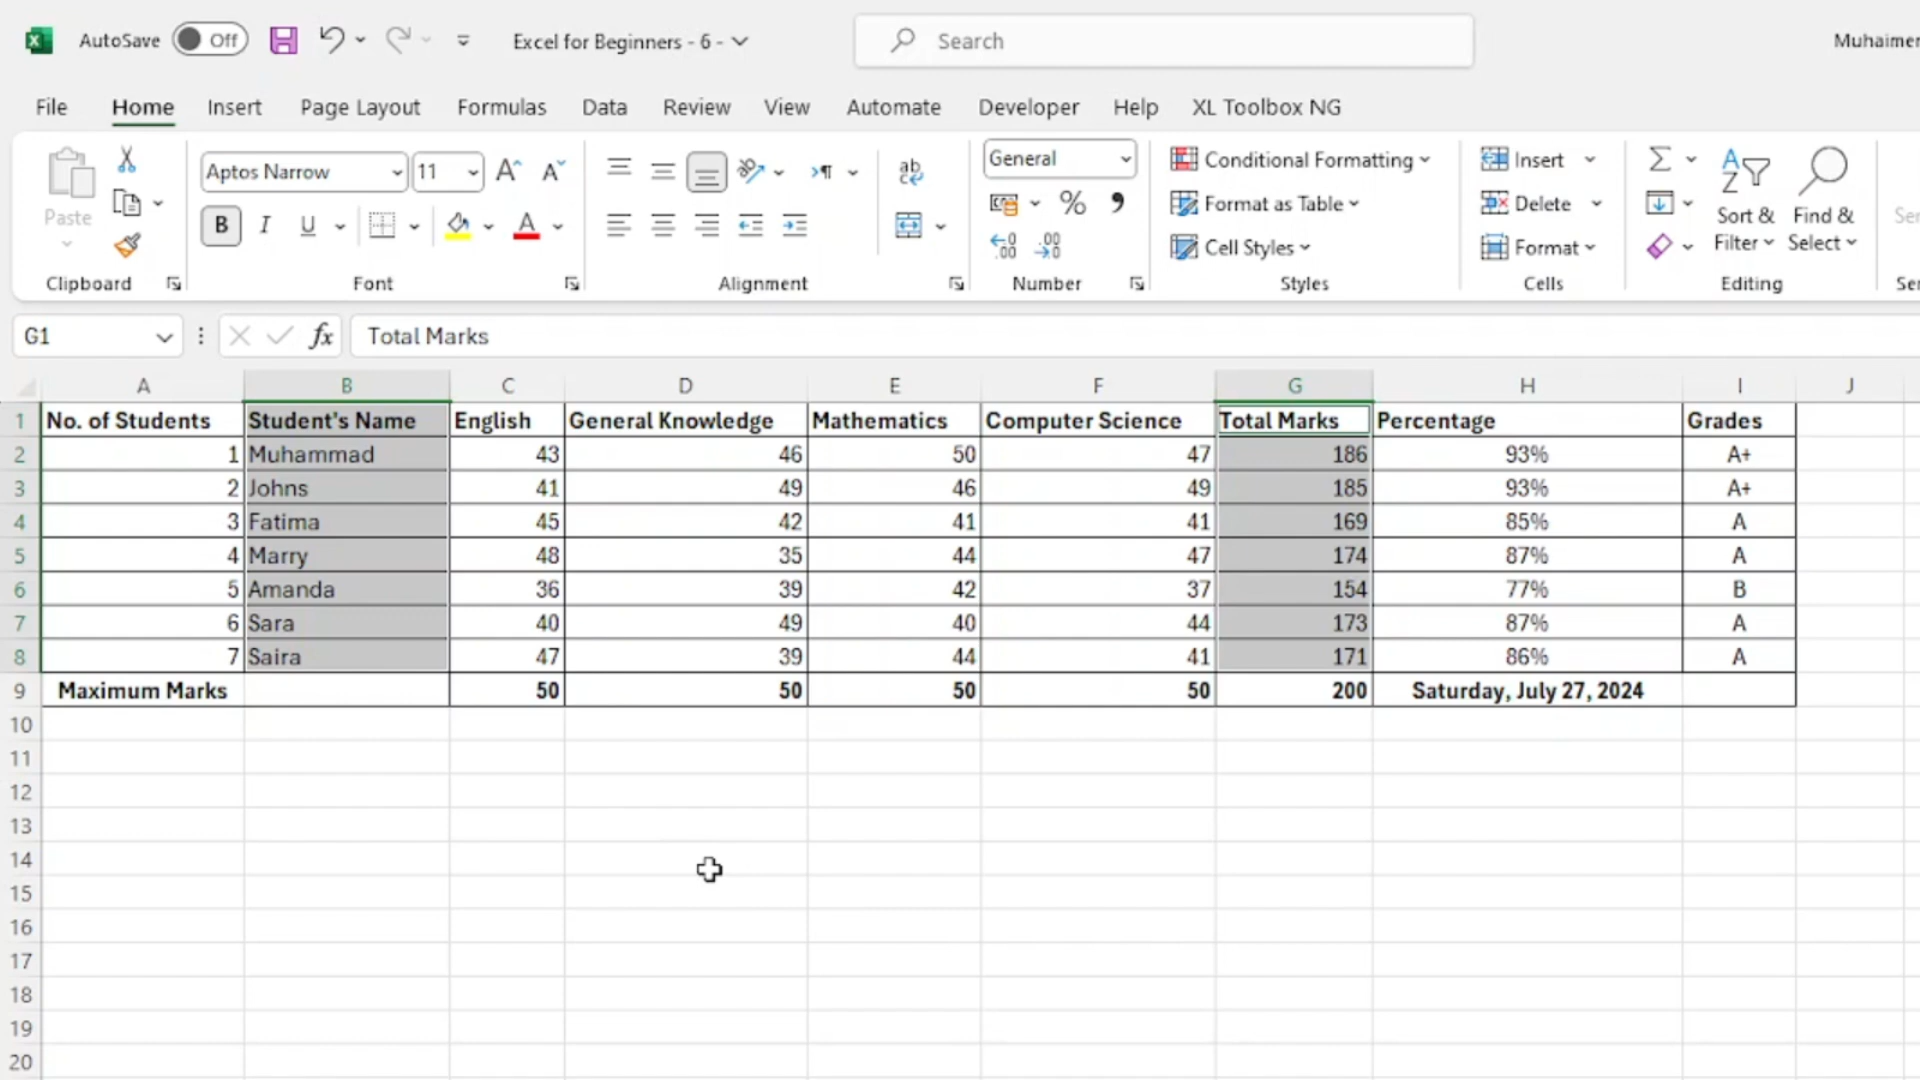 AutoSave Off Excel for Beginners - 6 - Search
File Home Insert Page Layout Formulas Data Review View Automate Developer Help XL Toolbox NG
Paste
Clipboard
Aptos Narrow 11
B I U
Font
ab
Alignment
General
% 9
Number
Conditional Formatting
Format as Table
Cell Styles
Styles
Insert
Delete
Format
Cells
Sort & Filter
Find & Select
Editing
G1 fx Total Marks
A B C D E F G H I J
1 No. of Students Student's Name English General Knowledge Mathematics Computer Science Total Marks Percentage Grades
2 1 Muhammad 43 46 50 47 186 93% A+
3 2 Johns 41 49 46 49 185 93% A+
4 3 Fatima 45 42 41 41 169 85% A
5 4 Marry 48 35 44 47 174 87% A
6 5 Amanda 36 39 42 37 154 77% B
7 6 Sara 40 49 40 44 173 87% A
8 7 Saira 47 39 44 41 171 86% A
9 Maximum Marks 50 50 50 50 200 Saturday, July 27, 2024
10
11
12
13
14
15
16
17
18
19
20